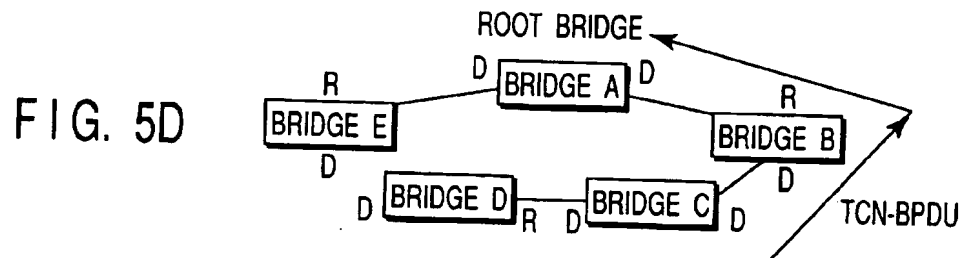 ROOT BRIDGE
D BRIDGE A D
R
R
FIG. 5D
BRIDGE E
BRIDGE B
D
D
D BRIDGE D R D BRIDGE C D
TCN-BPDU